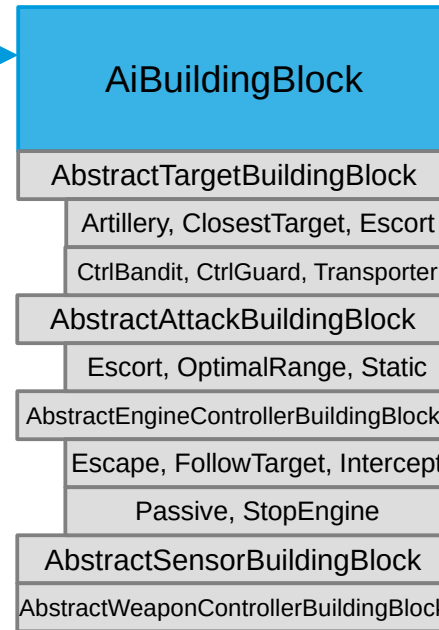 AiBuildingBlock
AbstractTargetBuildingBlock
Artillery, ClosestTarget, Escort
CtrlBandit, CtrlGuard, Transporter
AbstractAttackBuildingBlock
Escort, OptimalRange, Static
AbstractEngineControllerBuildingBlock
Escape, FollowTarget, Intercept
Passive, StopEngine
AbstractSensorBuildingBlock
AbstractWeaponControllerBuildingBlock